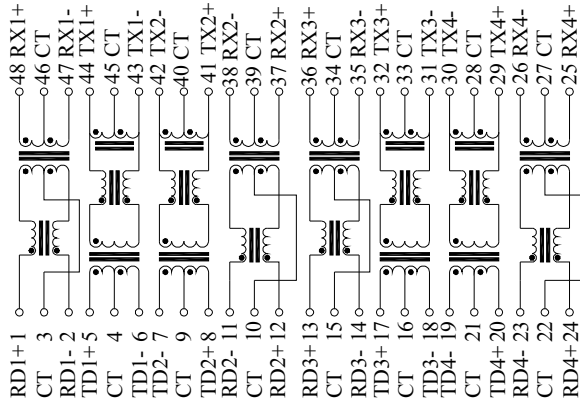 48 RX1+
46 CT
47 RX1-
44 TX1+
45 CT
43 TX1-
42 TX2-
40 CT
41 TX2+
38 RX2-
39 CT
37 RX2+
36 RX3+
34 CT
35 RX3-
32 TX3+
33 CT
31 TX3-
30 TX4-
28 CT
29 TX4+
26 RX4-
27 CT
25 RX4+
RD1+ 1
CT 3
RD1- 2
TD1+ 5
CT 4
TD1- 6
TD2- 7
CT 9
TD2+ 8
RD2- 11
CT 10
RD2+ 12
RD3+ 13
CT 15
RD3- 14
TD3+ 17
CT 16
TD3- 18
TD4- 19
CT 21
TD4+ 20
RD4- 23
CT 22
RD4+ 24